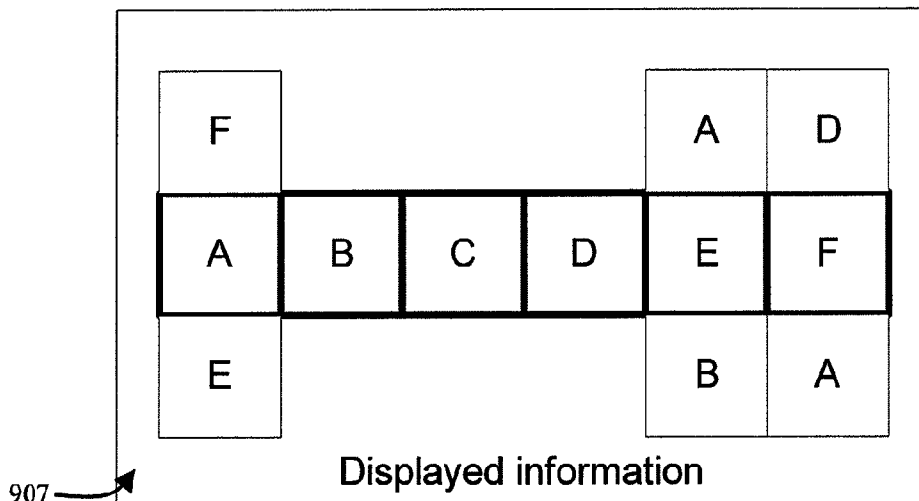 F A D
A B C D E F
E B A
Displayed information
907